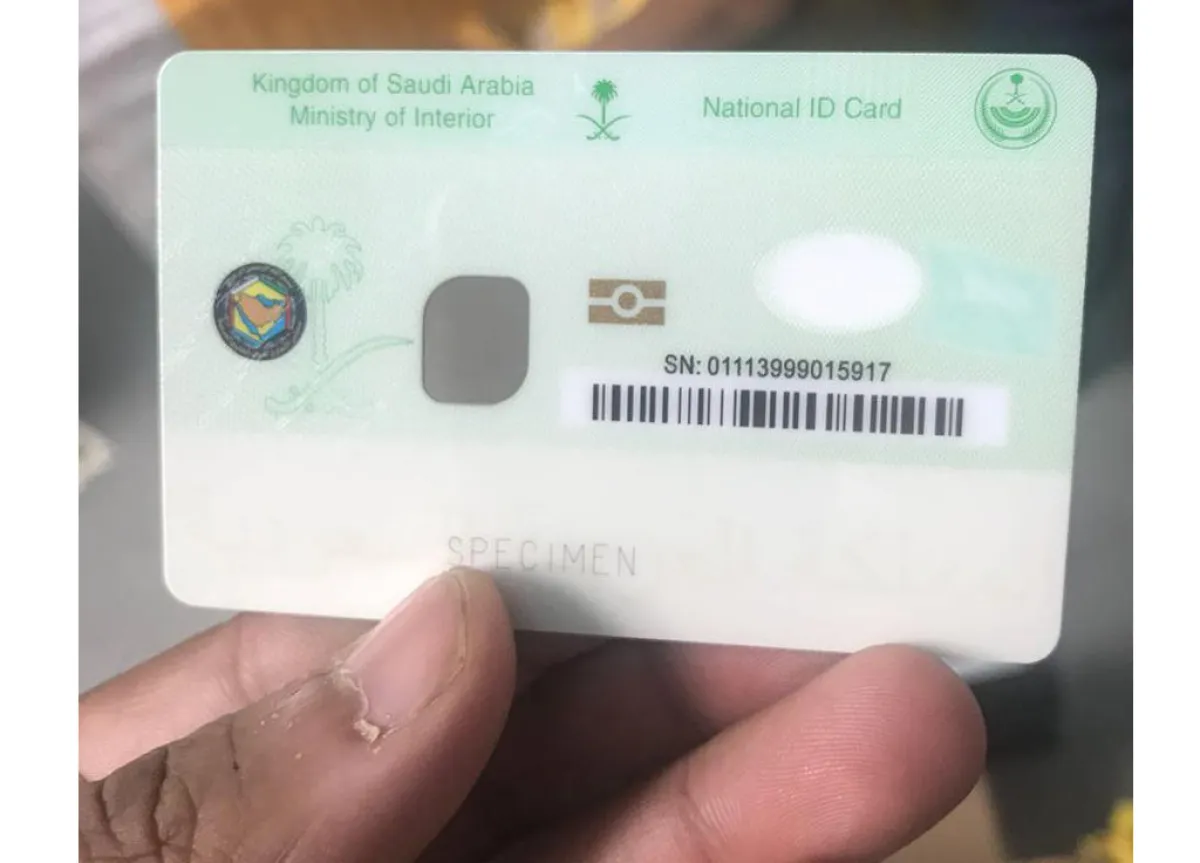 Kingdom of Saudi Arabia
Ministry of Interior
National ID Card
SN: 01113999015917
SPECIMEN